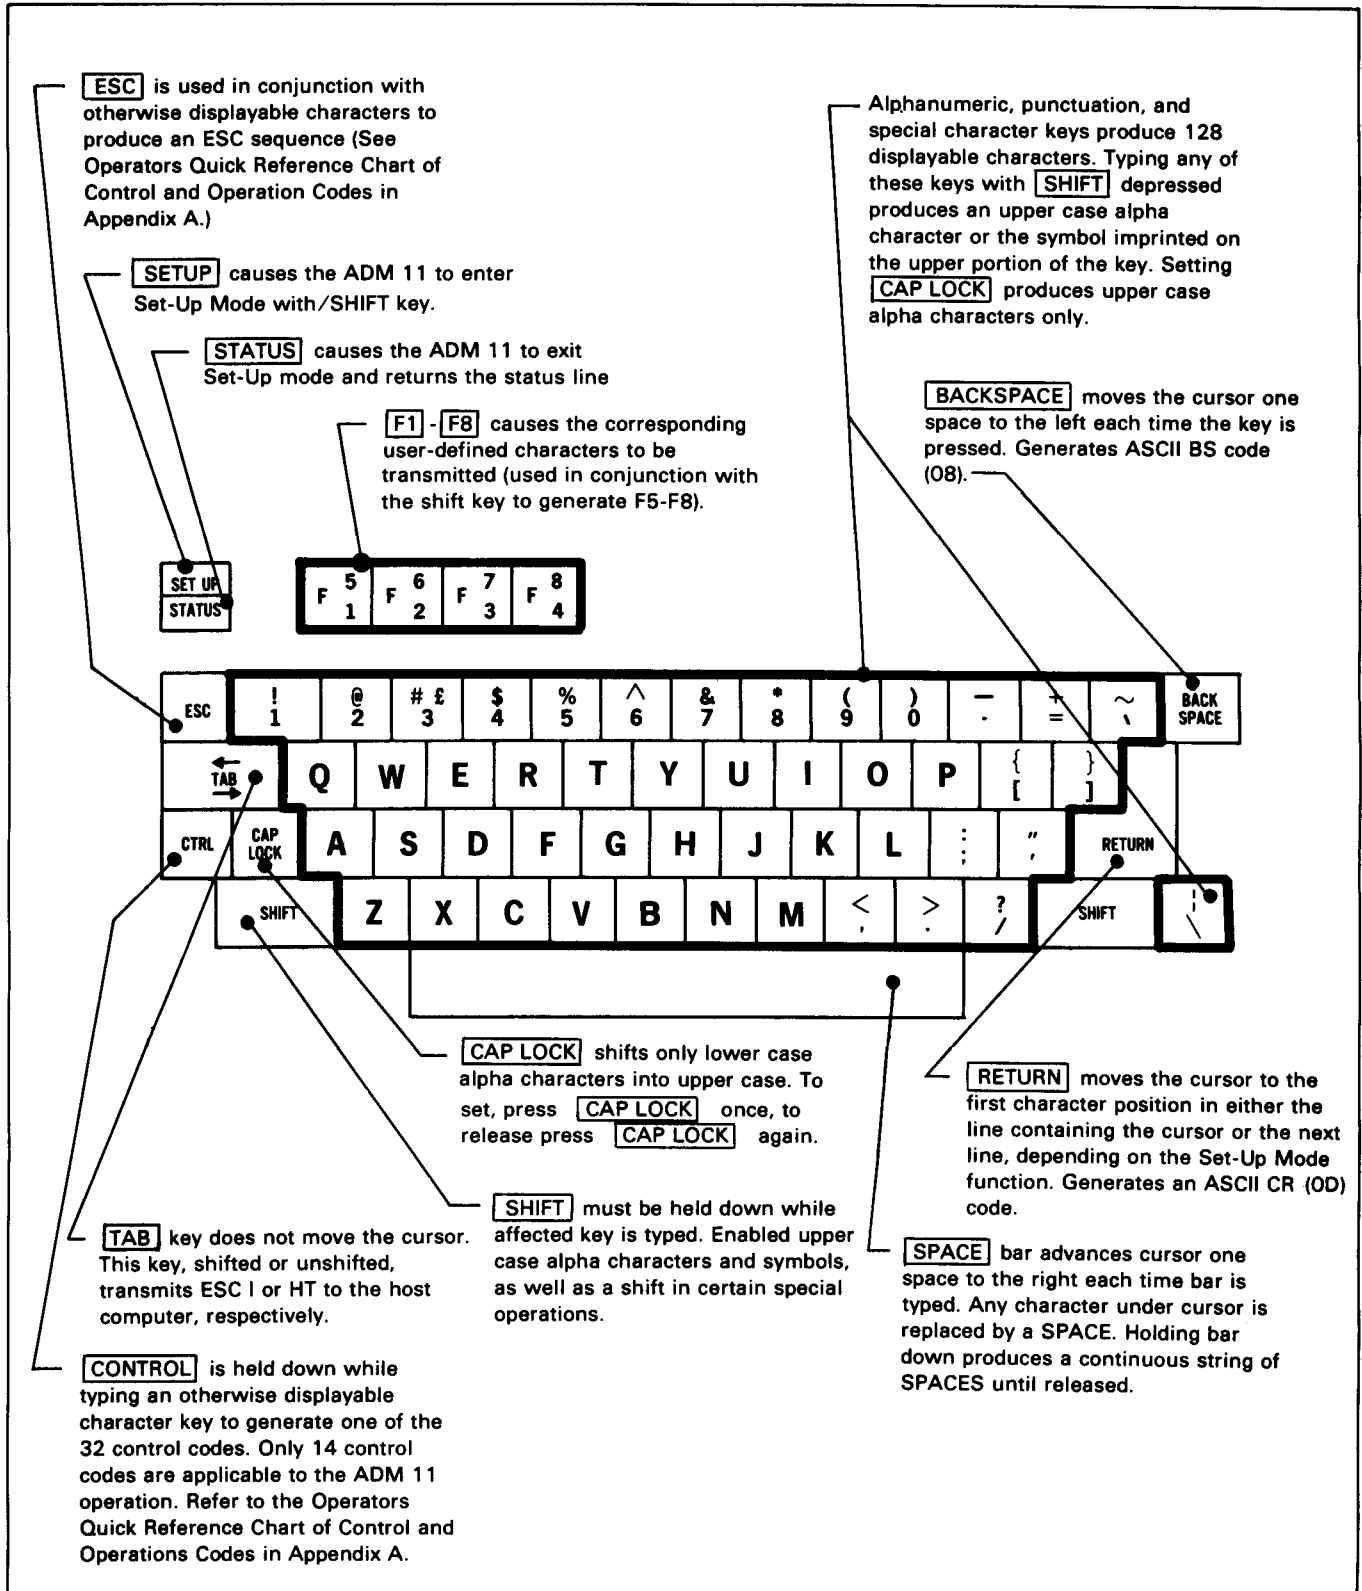 ESC is used in conjunction with
otherwise displayable characters to
produce an ESC sequence (See
Operators Quick Reference Chart of
Control and Operation Codes in
Appendix A.)
SETUP causes the ADM 11 to enter
Set-Up Mode with/SHIFT key.
STATUS causes the ADM 11 to exit
Set-Up mode and returns the status line
F1 - F8 causes the corresponding
user-defined characters to be
transmitted (used in conjunction with
the shift key to generate F5-F8).
Alphanumeric, punctuation, and
special character keys produce 128
displayable characters. Typing any of
these keys with SHIFT depressed
produces an upper case alpha
character or the symbol imprinted on
the upper portion of the key. Setting
CAP LOCK produces upper case
alpha characters only.
BACKSPACE moves the cursor one
space to the left each time the key is
pressed. Generates ASCII BS code
(08).
SET UP
STATUS
F 5 1
F 6 2
F 7 3
F 8 4
ESC
! @ # £ $ % ^ & * ( ) — + ~
1 2 3 4 5 6 7 8 9 0 . = \
BACK
SPACE
TAB
Q W E R T Y U I O P { }
[ ]
CTRL
CAP
LOCK
A S D F G H J K L : "
; '
RETURN
SHIFT
Z X C V B N M < > ?
, . /
SHIFT
¦
\
CAP LOCK shifts only lower case
alpha characters into upper case. To
set, press CAP LOCK once, to
release press CAP LOCK again.
RETURN moves the cursor to the
first character position in either the
line containing the cursor or the next
line, depending on the Set-Up Mode
function. Generates an ASCII CR (0D)
code.
SHIFT must be held down while
affected key is typed. Enabled upper
case alpha characters and symbols,
as well as a shift in certain special
operations.
TAB key does not move the cursor.
This key, shifted or unshifted,
transmits ESC I or HT to the host
computer, respectively.
SPACE bar advances cursor one
space to the right each time bar is
typed. Any character under cursor is
replaced by a SPACE. Holding bar
down produces a continuous string of
SPACES until released.
CONTROL is held down while
typing an otherwise displayable
character key to generate one of the
32 control codes. Only 14 control
codes are applicable to the ADM 11
operation. Refer to the Operators
Quick Reference Chart of Control and
Operations Codes in Appendix A.